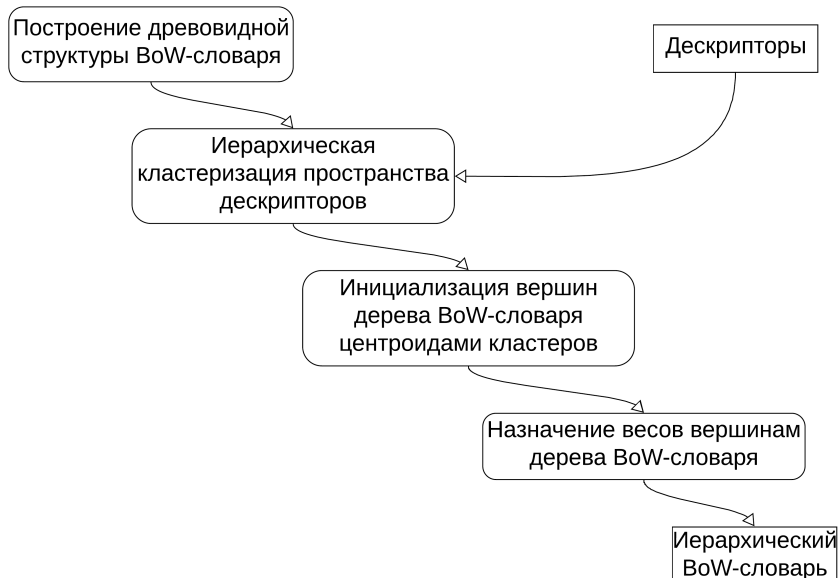 Построение древовидной
структуры BoW-словаря
Дескрипторы
Иерархическая
кластеризация пространства
дескрипторов
Инициализация вершин
дерева BoW-словаря
центроидами кластеров
Назначение весов вершинам
дерева BoW-словаря
Иерархический
BoW-словарь